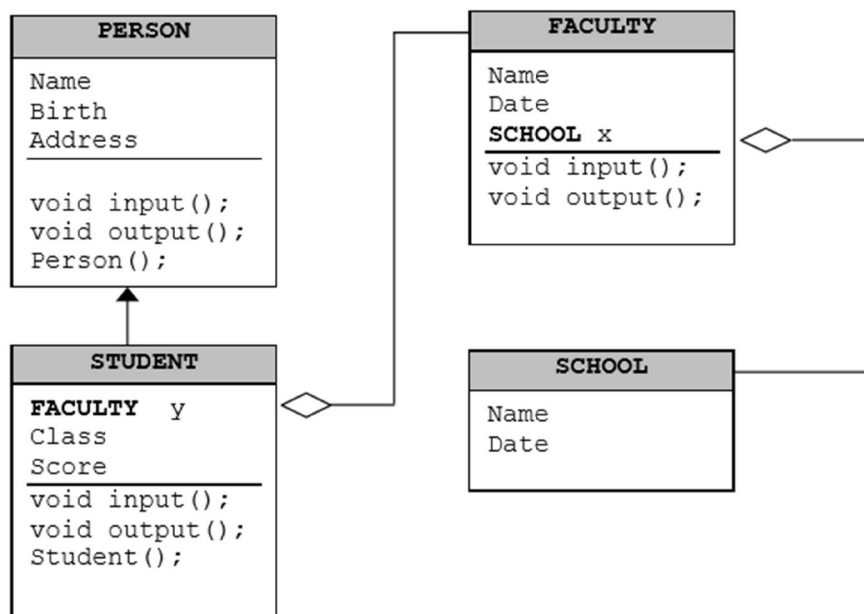 PERSON
Name
Birth
Address
void input();
void output();
Person();
FACULTY
Name
Date
SCHOOL x
void input();
void output();
STUDENT
FACULTY y
Class
Score
void input();
void output();
Student();
SCHOOL
Name
Date